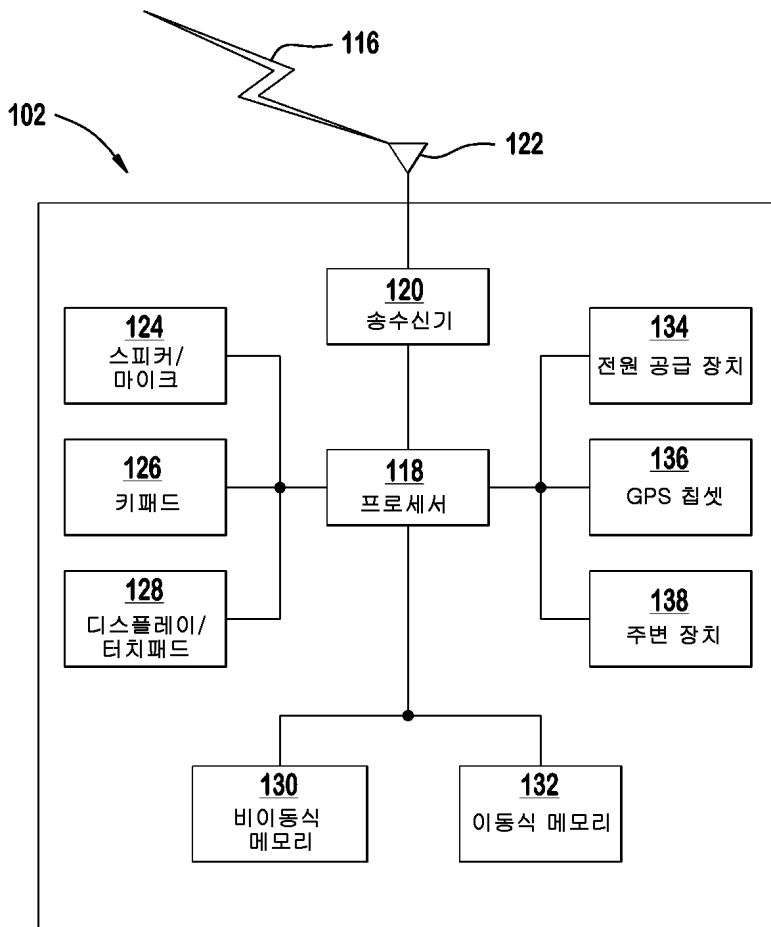 116
102
122
120
송수신기
124
스피커/
마이크
134
전원 공급 장치
126
키패드
118
프로세서
136
GPS 칩셋
128
디스플레이/
터치패드
138
주변 장치
130
비이동식
메모리
132
이동식 메모리